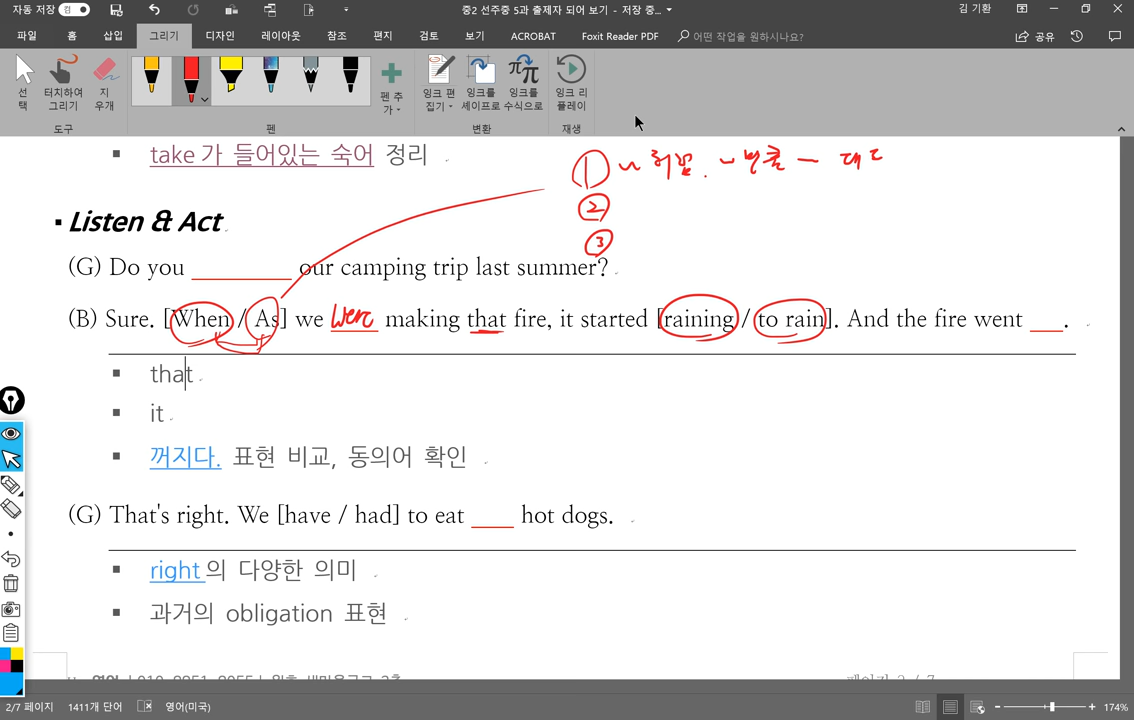 자동 저장 컴
중2 선주중 5과 출제가 되어 보기 - 저장 중...
김 기환
파일 홈 삽입 그리기 디자인 레이아웃 참조 편지 검토 보기 ACROBAT Foxit Reader PDF 어떤 작업을 원하시나요? 공유
선택 터치하여 그리기 지우개 펜 추가 잉크 편집기 잉크를 셰이프로 잉크를 수식으로 잉크 리플레이
도구 펜 변환 재생
▪ take 가 들어있는 숙어 정리
① ~
②
③
▪ Listen & Act
(G) Do you ________ our camping trip last summer?
(B) Sure. [When / As] we were making that fire, it started [raining / to rain]. And the fire went ___.
▪ that
▪ it
▪ 꺼지다. 표현 비교, 동의어 확인
(G) That's right. We [have / had] to eat ____ hot dogs.
▪ right의 다양한 의미
▪ 과거의 obligation 표현
2/7 페이지 1411개 단어 영어(미국) 174%